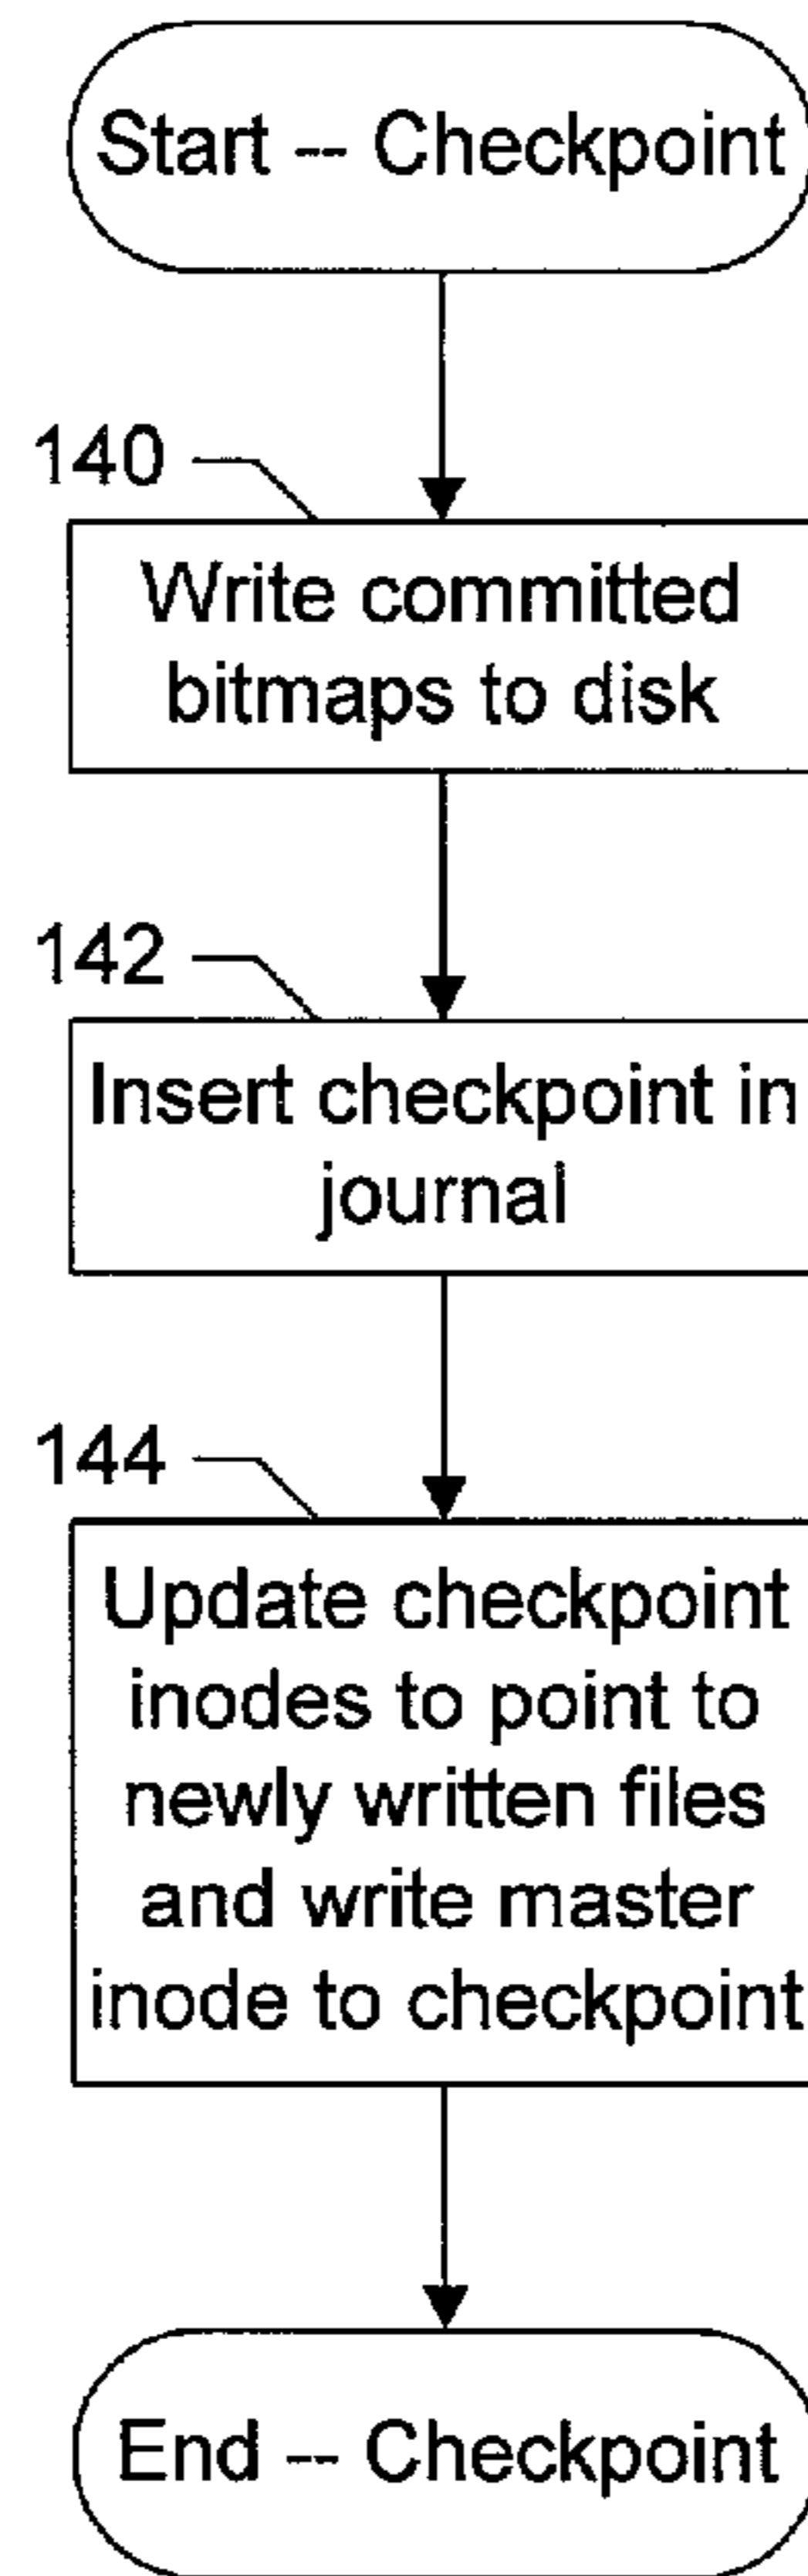 Start -- Checkpoint
140
Write committed
bitmaps to disk
142
Insert checkpoint in
journal
144
Update checkpoint
inodes to point to
newly written files
and write master
inode to checkpoint
End -- Checkpoint